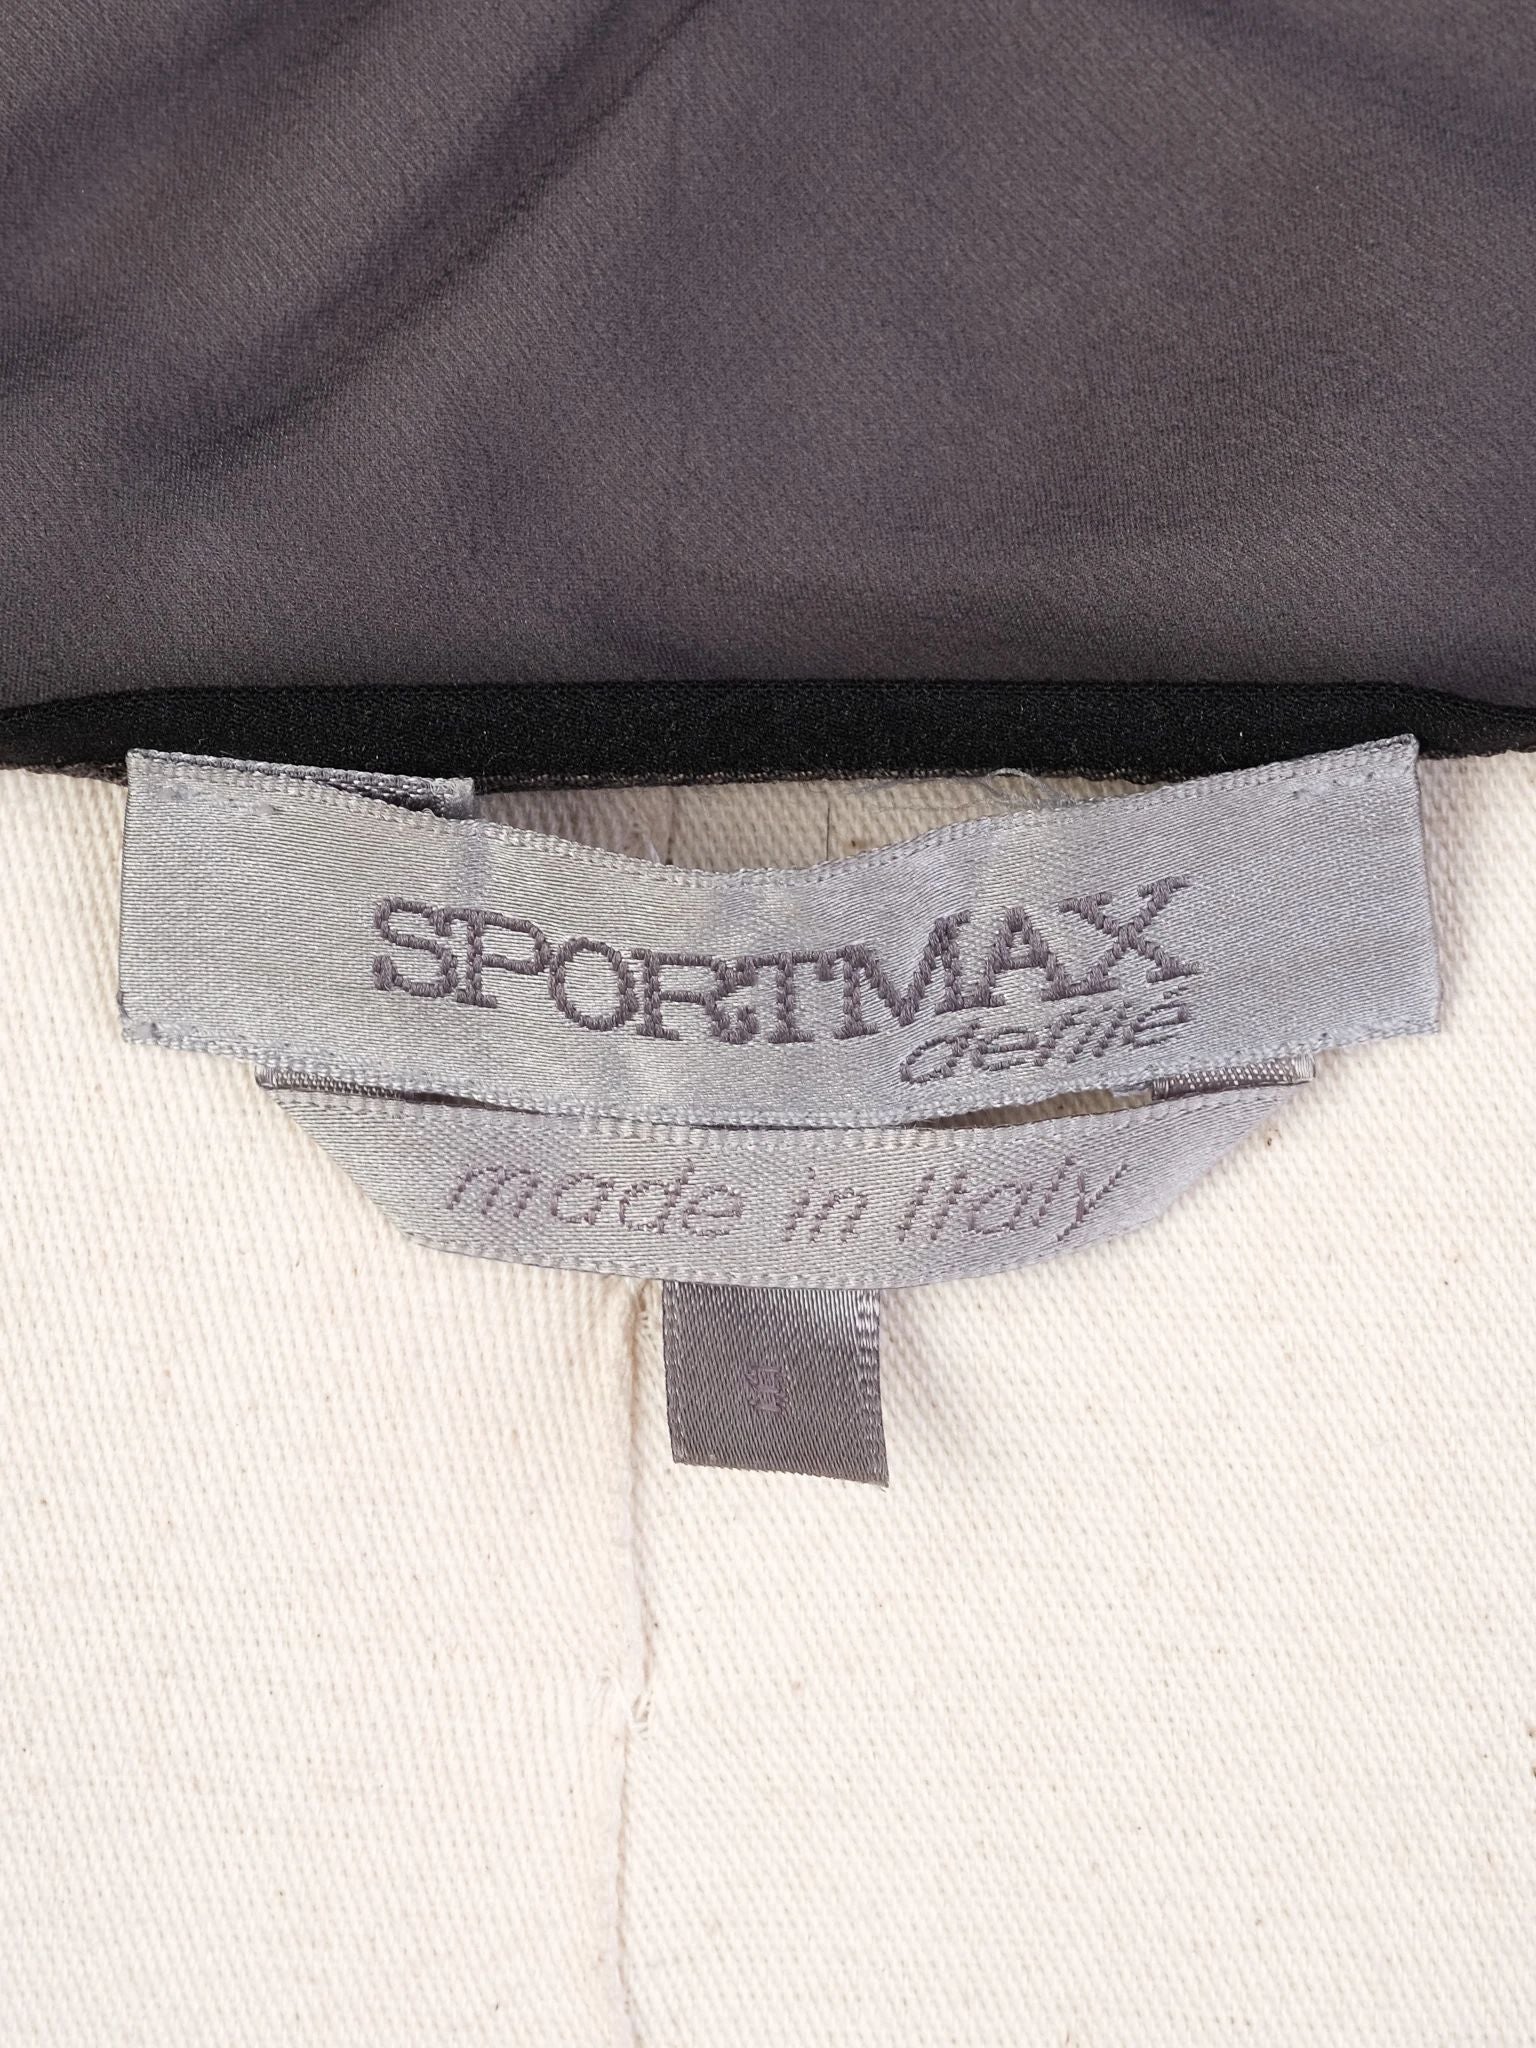 SPORTMAX
defilé
made in Italy